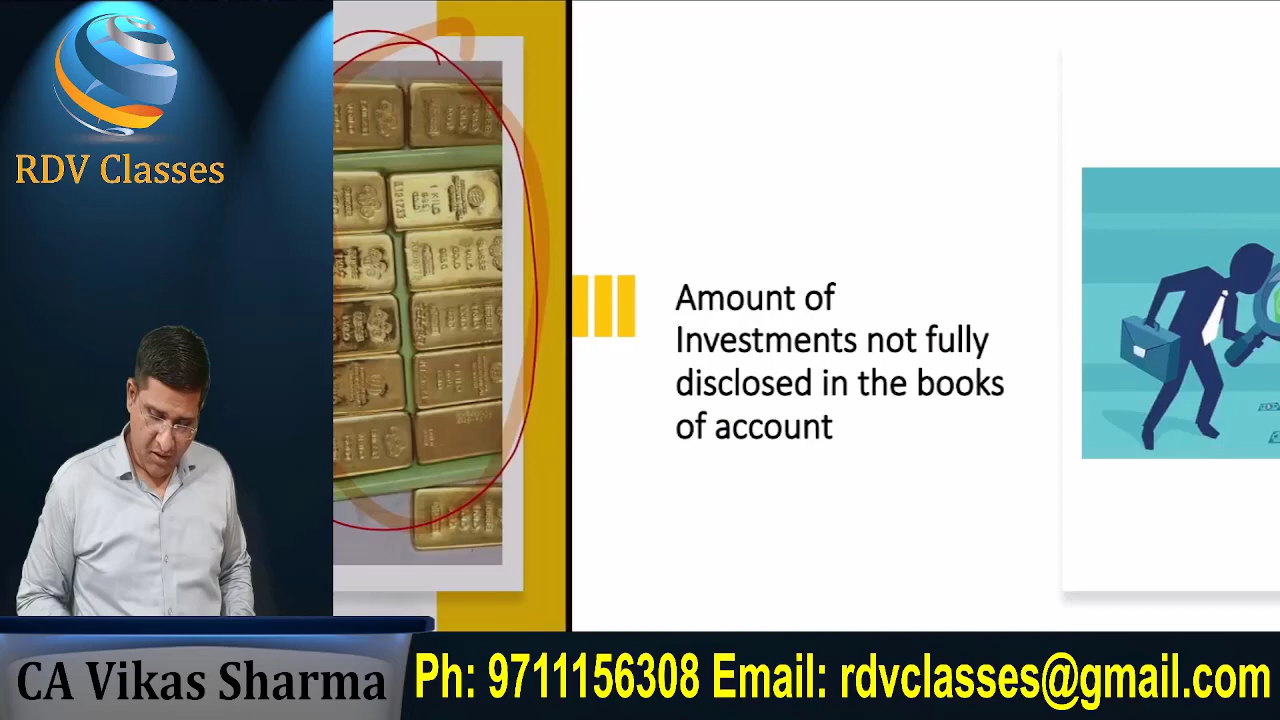 RDV Classes
Amount of
Investments not fully
disclosed in the books
of account
CA Vikas Sharma
Ph: 9711156308 Email: rdvclasses@gmail.com